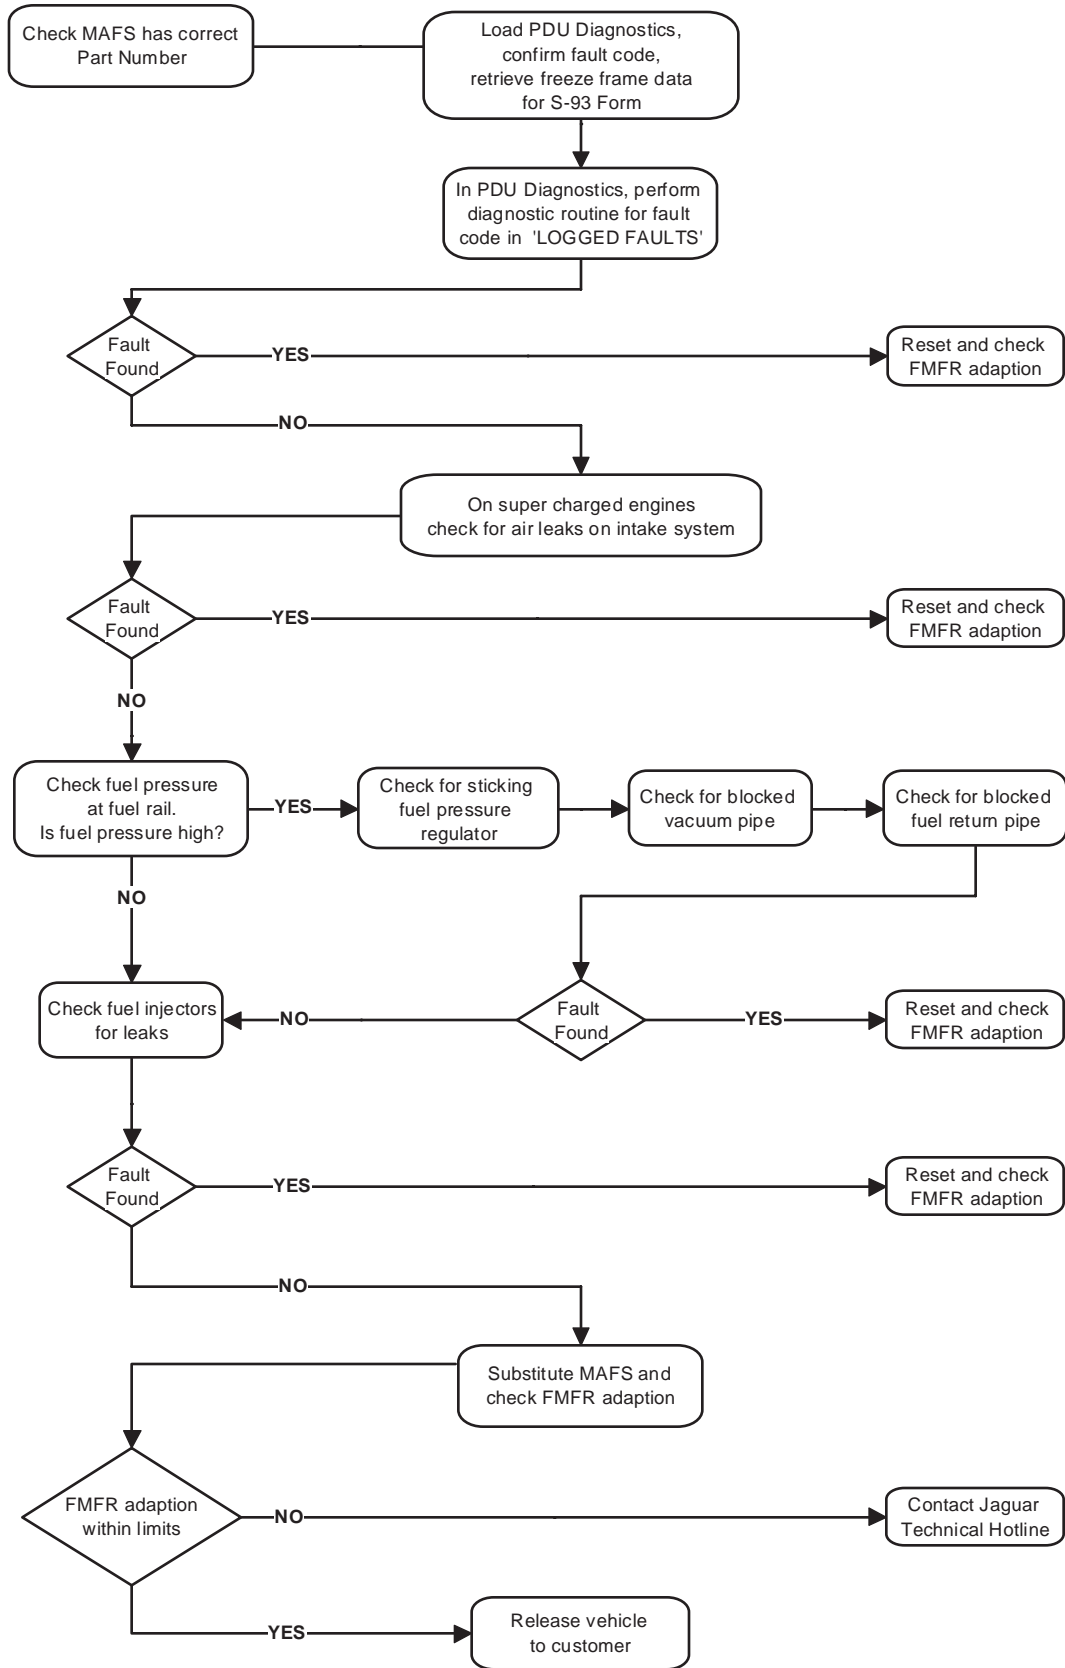 Check MAFS has correct
Part Number
Load PDU Diagnostics,
confirm fault code,
retrieve freeze frame data
for S-93 Form
In PDU Diagnostics, perform
diagnostic routine for fault
code in 'LOGGED FAULTS'
Fault
Found
YES
Reset and check
FMFR adaption
NO
On super charged engines
check for air leaks on intake system
Fault
Found
YES
Reset and check
FMFR adaption
NO
Check fuel pressure
at fuel rail.
Is fuel pressure high?
YES
Check for sticking
fuel pressure
regulator
Check for blocked
vacuum pipe
Check for blocked
fuel return pipe
NO
Check fuel injectors
for leaks
NO
Fault
Found
YES
Reset and check
FMFR adaption
Fault
Found
YES
Reset and check
FMFR adaption
NO
Substitute MAFS and
check FMFR adaption
FMFR adaption
within limits
NO
Contact Jaguar
Technical Hotline
YES
Release vehicle
to customer